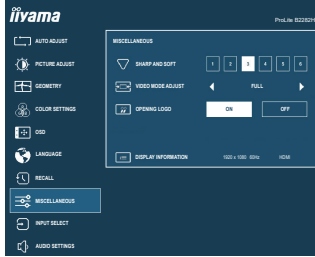 iiyama
ProLite B2282H
AUTO ADJUST
MISCELLANEOUS
PICTURE ADJUST
SHARP AND SOFT
1 2 3 4 5 6
GEOMETRY
VIDEO MODE ADJUST
FULL
COLOR SETTINGS
OPENING LOGO
ON
OFF
OSD
LANGUAGE
DISPLAY INFORMATION
1920 x 1080 60Hz
HDMI
RECALL
MISCELLANEOUS
INPUT SELECT
AUDIO SETTINGS